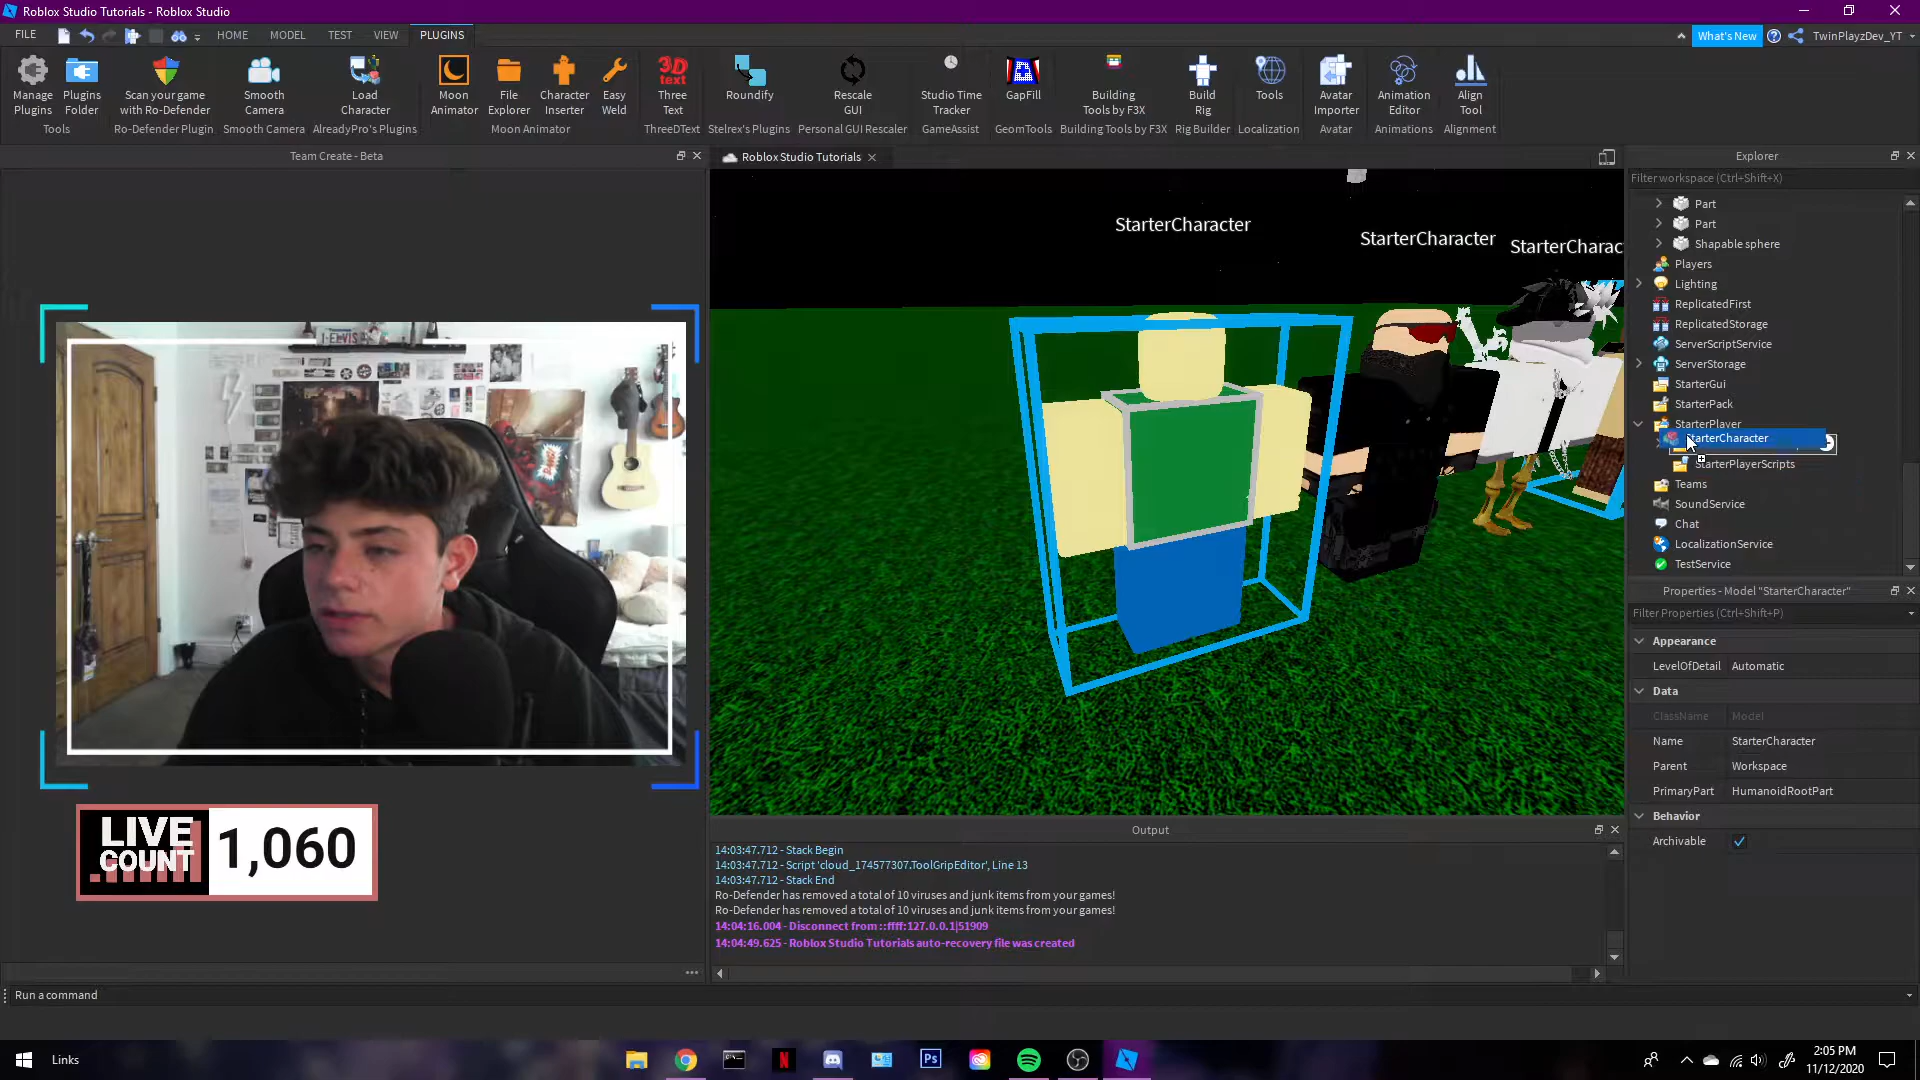 Roblox Studio Tutorials - Roblox Studio
FILE
HOME
MODEL
TEST
VIEW
PLUGINS
What's New
TwinPlayzDev_YT
Manage Plugins
Plugins Folder
Tools
Scan your game with Ro-Defender
Ro-Defender Plugin
Smooth Camera
Smooth Camera
Load Character
AlreadyPro's Plugins
Moon Animator
File Explorer
Character Inserter
Easy Weld
Moon Animator
3D text
Three Text
ThreeDText
Roundify
Stelrex's Plugins
Rescale GUI
Personal GUI Rescaler
Studio Time Tracker
GameAssist
GapFill
GeomTools
Building Tools by F3X
Building Tools by F3X
Build Rig
Rig Builder
Tools
Localization
Avatar Importer
Avatar
Animation Editor
Animations
Align Tool
Alignment
Team Create - Beta
Roblox Studio Tutorials
Explorer
Filter workspace (Ctrl+Shift+X)
StarterCharacter
StarterCharacter
StarterCharac
Part
Part
Shapable sphere
Players
Lighting
ReplicatedFirst
ReplicatedStorage
ServerScriptService
ServerStorage
StarterGui
StarterPack
StarterPlayer
StarterCharacter
StarterPlayerScripts
Teams
SoundService
Chat
LocalizationService
TestService
Properties - Model "StarterCharacter"
Filter Properties (Ctrl+Shift+P)
Appearance
LevelOfDetail Automatic
Data
ClassName Model
Name StarterCharacter
Parent Workspace
PrimaryPart HumanoidRootPart
Behavior
Archivable
LIVE COUNT
1,060
Output
14:03:47.712 - Stack Begin
14:03:47.712 - Script 'cloud_174577307.ToolGripEditor', Line 13
14:03:47.712 - Stack End
Ro-Defender has removed a total of 10 viruses and junk items from your games!
Ro-Defender has removed a total of 10 viruses and junk items from your games!
14:04:16.004 - Disconnect from ::ffff:127.0.0.1|51909
14:04:49.625 - Roblox Studio Tutorials auto-recovery file was created
Run a command
Links
Ps
2:05 PM
11/12/2020